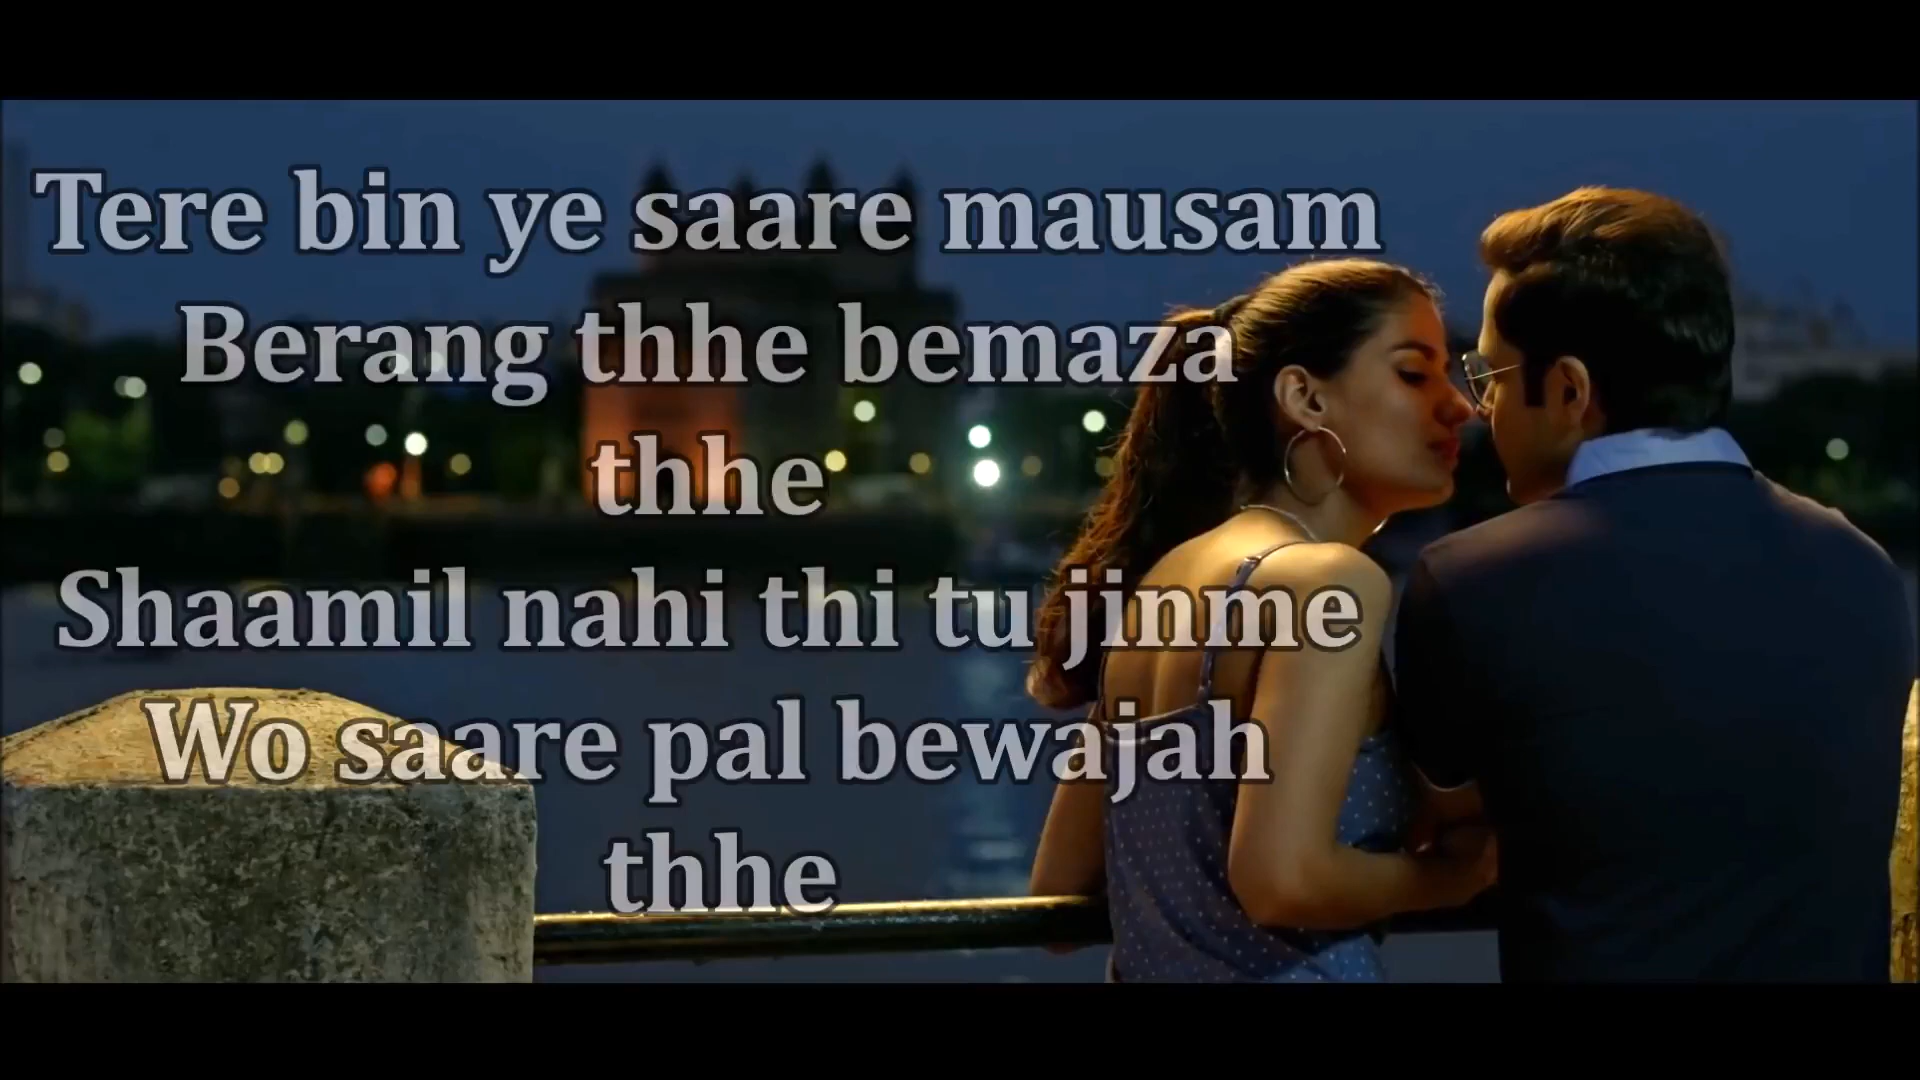 Tere bin ye saare mausam
Berang thhe bemaza
thhe
Shaamil nahi thi tu jinme
Wo saare pal bewajah
thhe